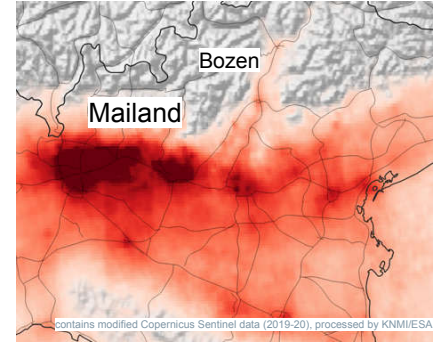 Bozen
Mailand
contains modified Copernicus Sentinel data (2019-20), processed by KNMI/ESA